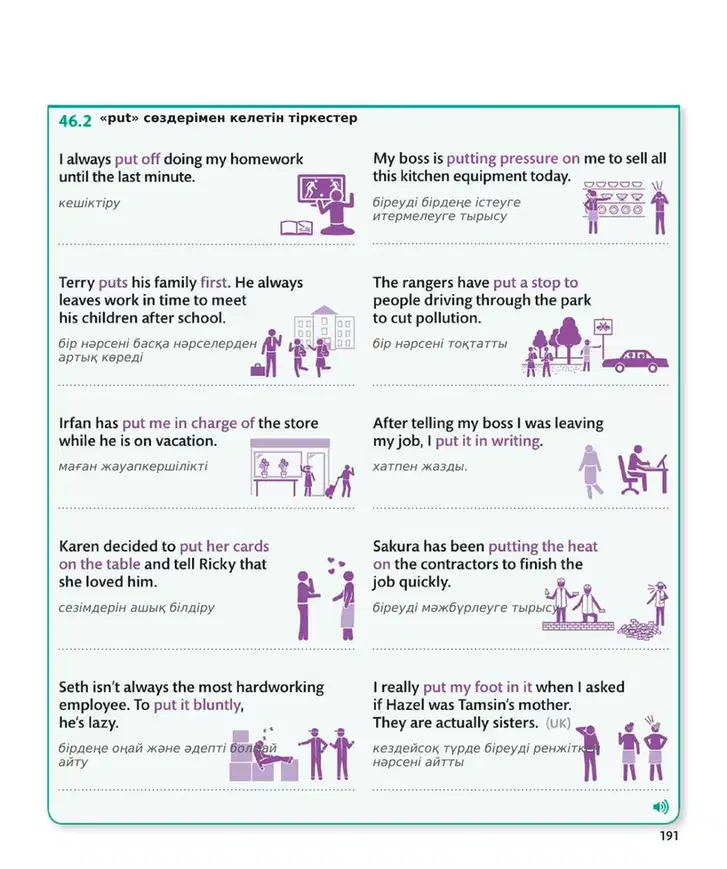 46.2 «put» сөздерімен келетін тіркестер
I always put off doing my homework
until the last minute.
кешіктіру
My boss is putting pressure on me to sell all
this kitchen equipment today.
біреуді бірдеңе істеуге
итермелеуге тырысу
Terry puts his family first. He always
leaves work in time to meet
his children after school.
бір нәрсені басқа нәрселерден
артық көреді
The rangers have put a stop to
people driving through the park
to cut pollution.
бір нәрсені тоқтатты
Irfan has put me in charge of the store
while he is on vacation.
маған жауапкершілікті
After telling my boss I was leaving
my job, I put it in writing.
хатпен жазды.
Karen decided to put her cards
on the table and tell Ricky that
she loved him.
сезімдерін ашық білдіру
Sakura has been putting the heat
on the contractors to finish the
job quickly.
біреуді мәжбүрлеуге тырысу
Seth isn't always the most hardworking
employee. To put it bluntly,
he's lazy.
бірдеңе оңай және әдепті болмай
айту
I really put my foot in it when I asked
if Hazel was Tamsin's mother.
They are actually sisters. (UK)
кездейсоқ түрде біреуді ренжіткей
нәрсені айтты
191